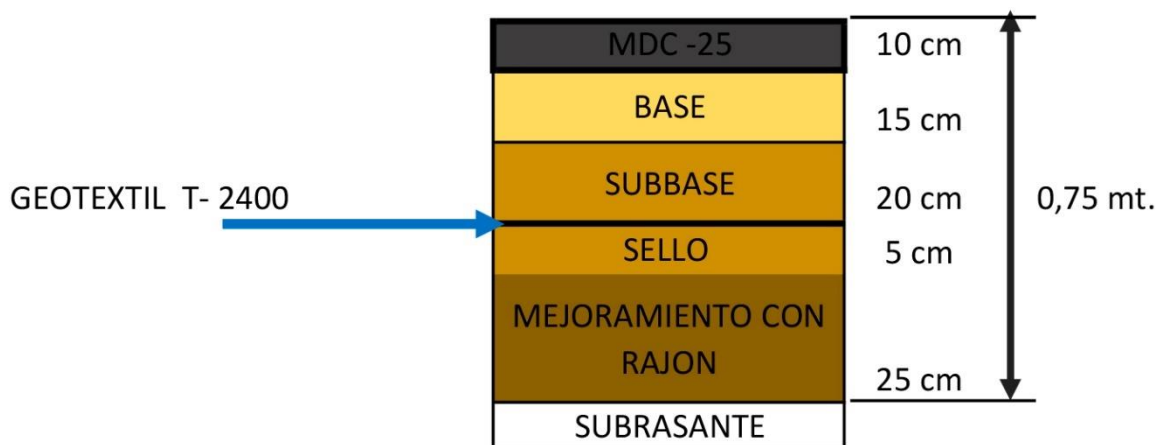 MDC -25
10 cm
BASE
15 cm
SUBBASE
20 cm
GEOTEXTIL T- 2400
0,75 mt.
SELLO
5 cm
MEJORAMIENTO CON
RAJON
25 cm
SUBRASANTE